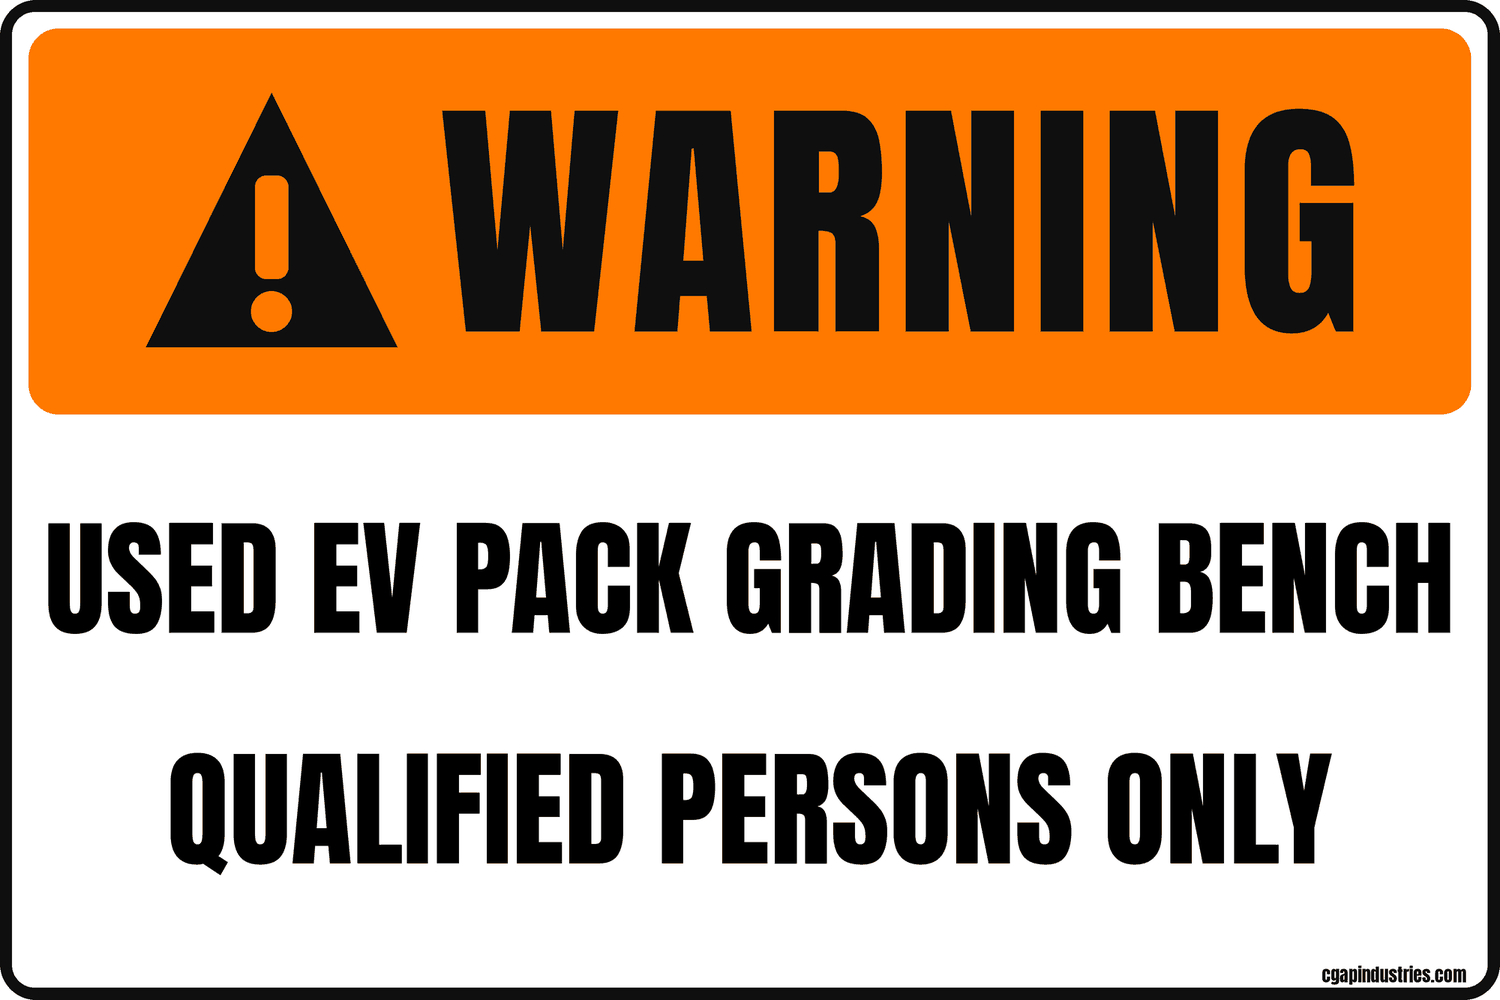 WARNING
USED EV PACK GRADING BENCH
QUALIFIED PERSONS ONLY
cgapindustries.com